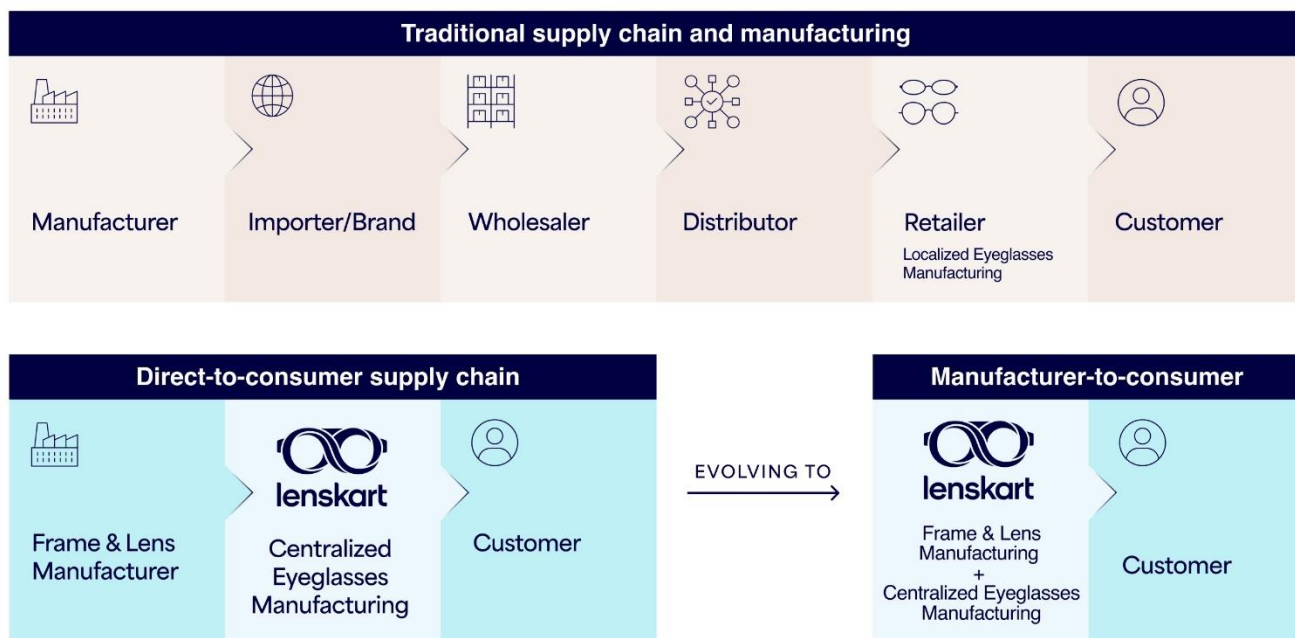 Traditional supply chain and manufacturing
Manufacturer
Importer/Brand
Wholesaler
Distributor
Retailer
Localized Eyeglasses
Manufacturing
Customer
Direct-to-consumer supply chain
Frame & Lens
Manufacturer
lenskart
Centralized
Eyeglasses
Manufacturing
Customer
EVOLVING TO
Manufacturer-to-consumer
lenskart
Frame & Lens
Manufacturing
+
Centralized Eyeglasses
Manufacturing
Customer